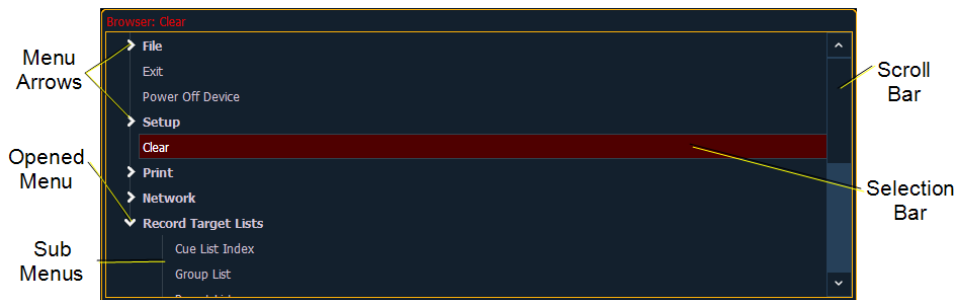 Browser: Clear
File
Exit
Power Off Device
Setup
Clear
Print
Network
Record Target Lists
Cue List Index
Group List
Menu
Arrows
Opened
Menu
Sub
Menus
Scroll
Bar
Selection
Bar